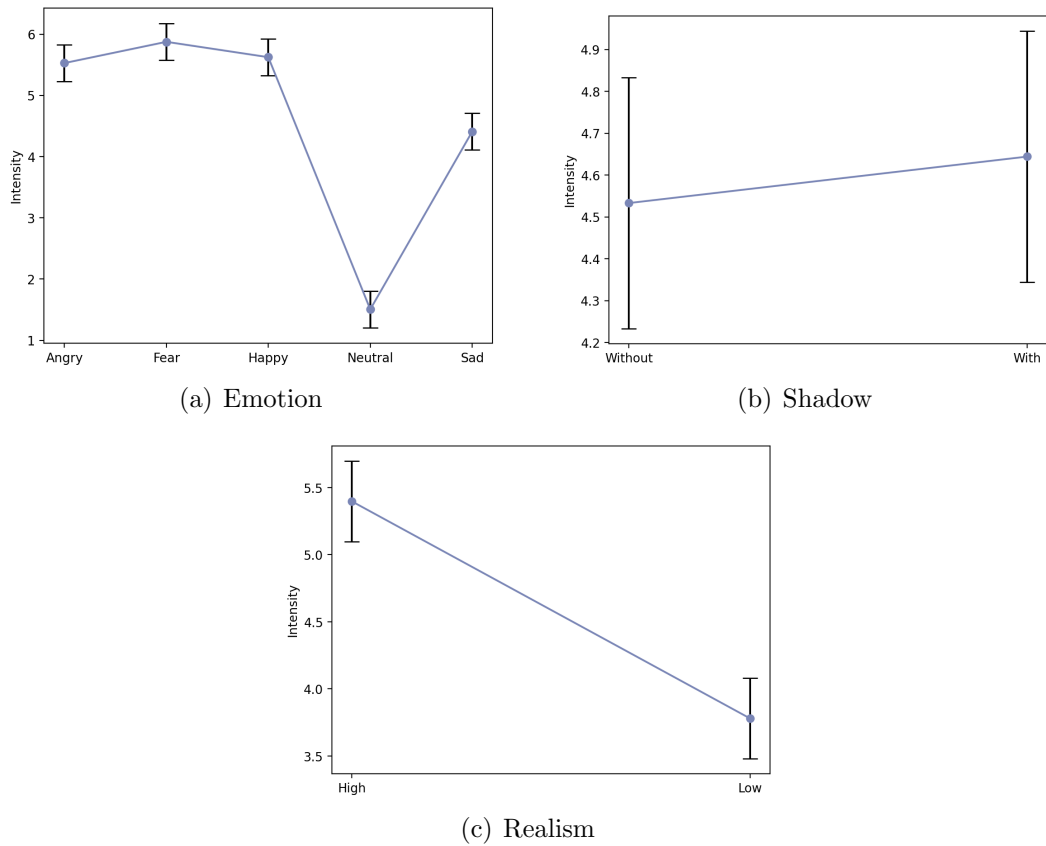 6
5
4
3
2
1
Intensity
Angry Fear Happy Neutral Sad
(a) Emotion
4.9
4.8
4.7
4.6
4.5
4.4
4.3
4.2
Intensity
Without With
(b) Shadow
5.5
5.0
4.5
4.0
3.5
Intensity
High Low
(c) Realism